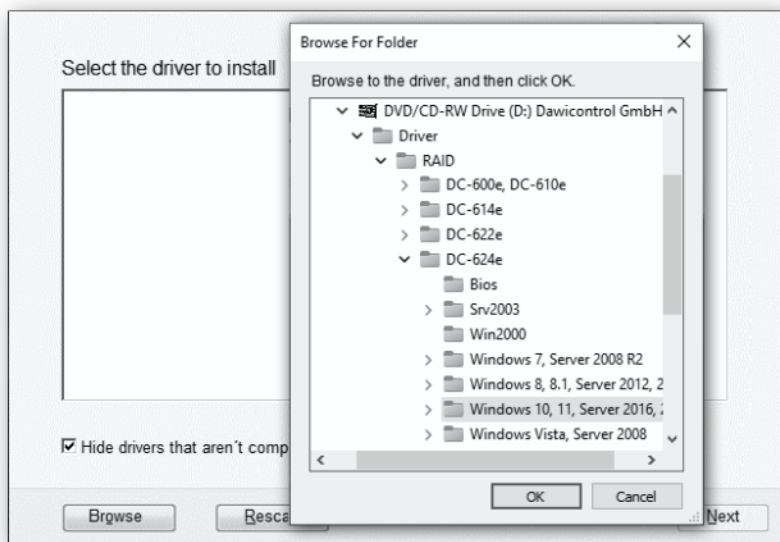 Browse For Folder
Select the driver to install
Browse to the driver, and then click OK.
DVD/CD-RW Drive (D:) Dawicontrol GmbH
Driver
RAID
DC-600e, DC-610e
DC-614e
DC-622e
DC-624e
Bios
Srv2003
Win2000
Windows 7, Server 2008 R2
Windows 8, 8.1, Server 2012, 2
Windows 10, 11, Server 2016, 2
Windows Vista, Server 2008
Hide drivers that aren´t comp
OK
Cancel
Browse
Resca
Next